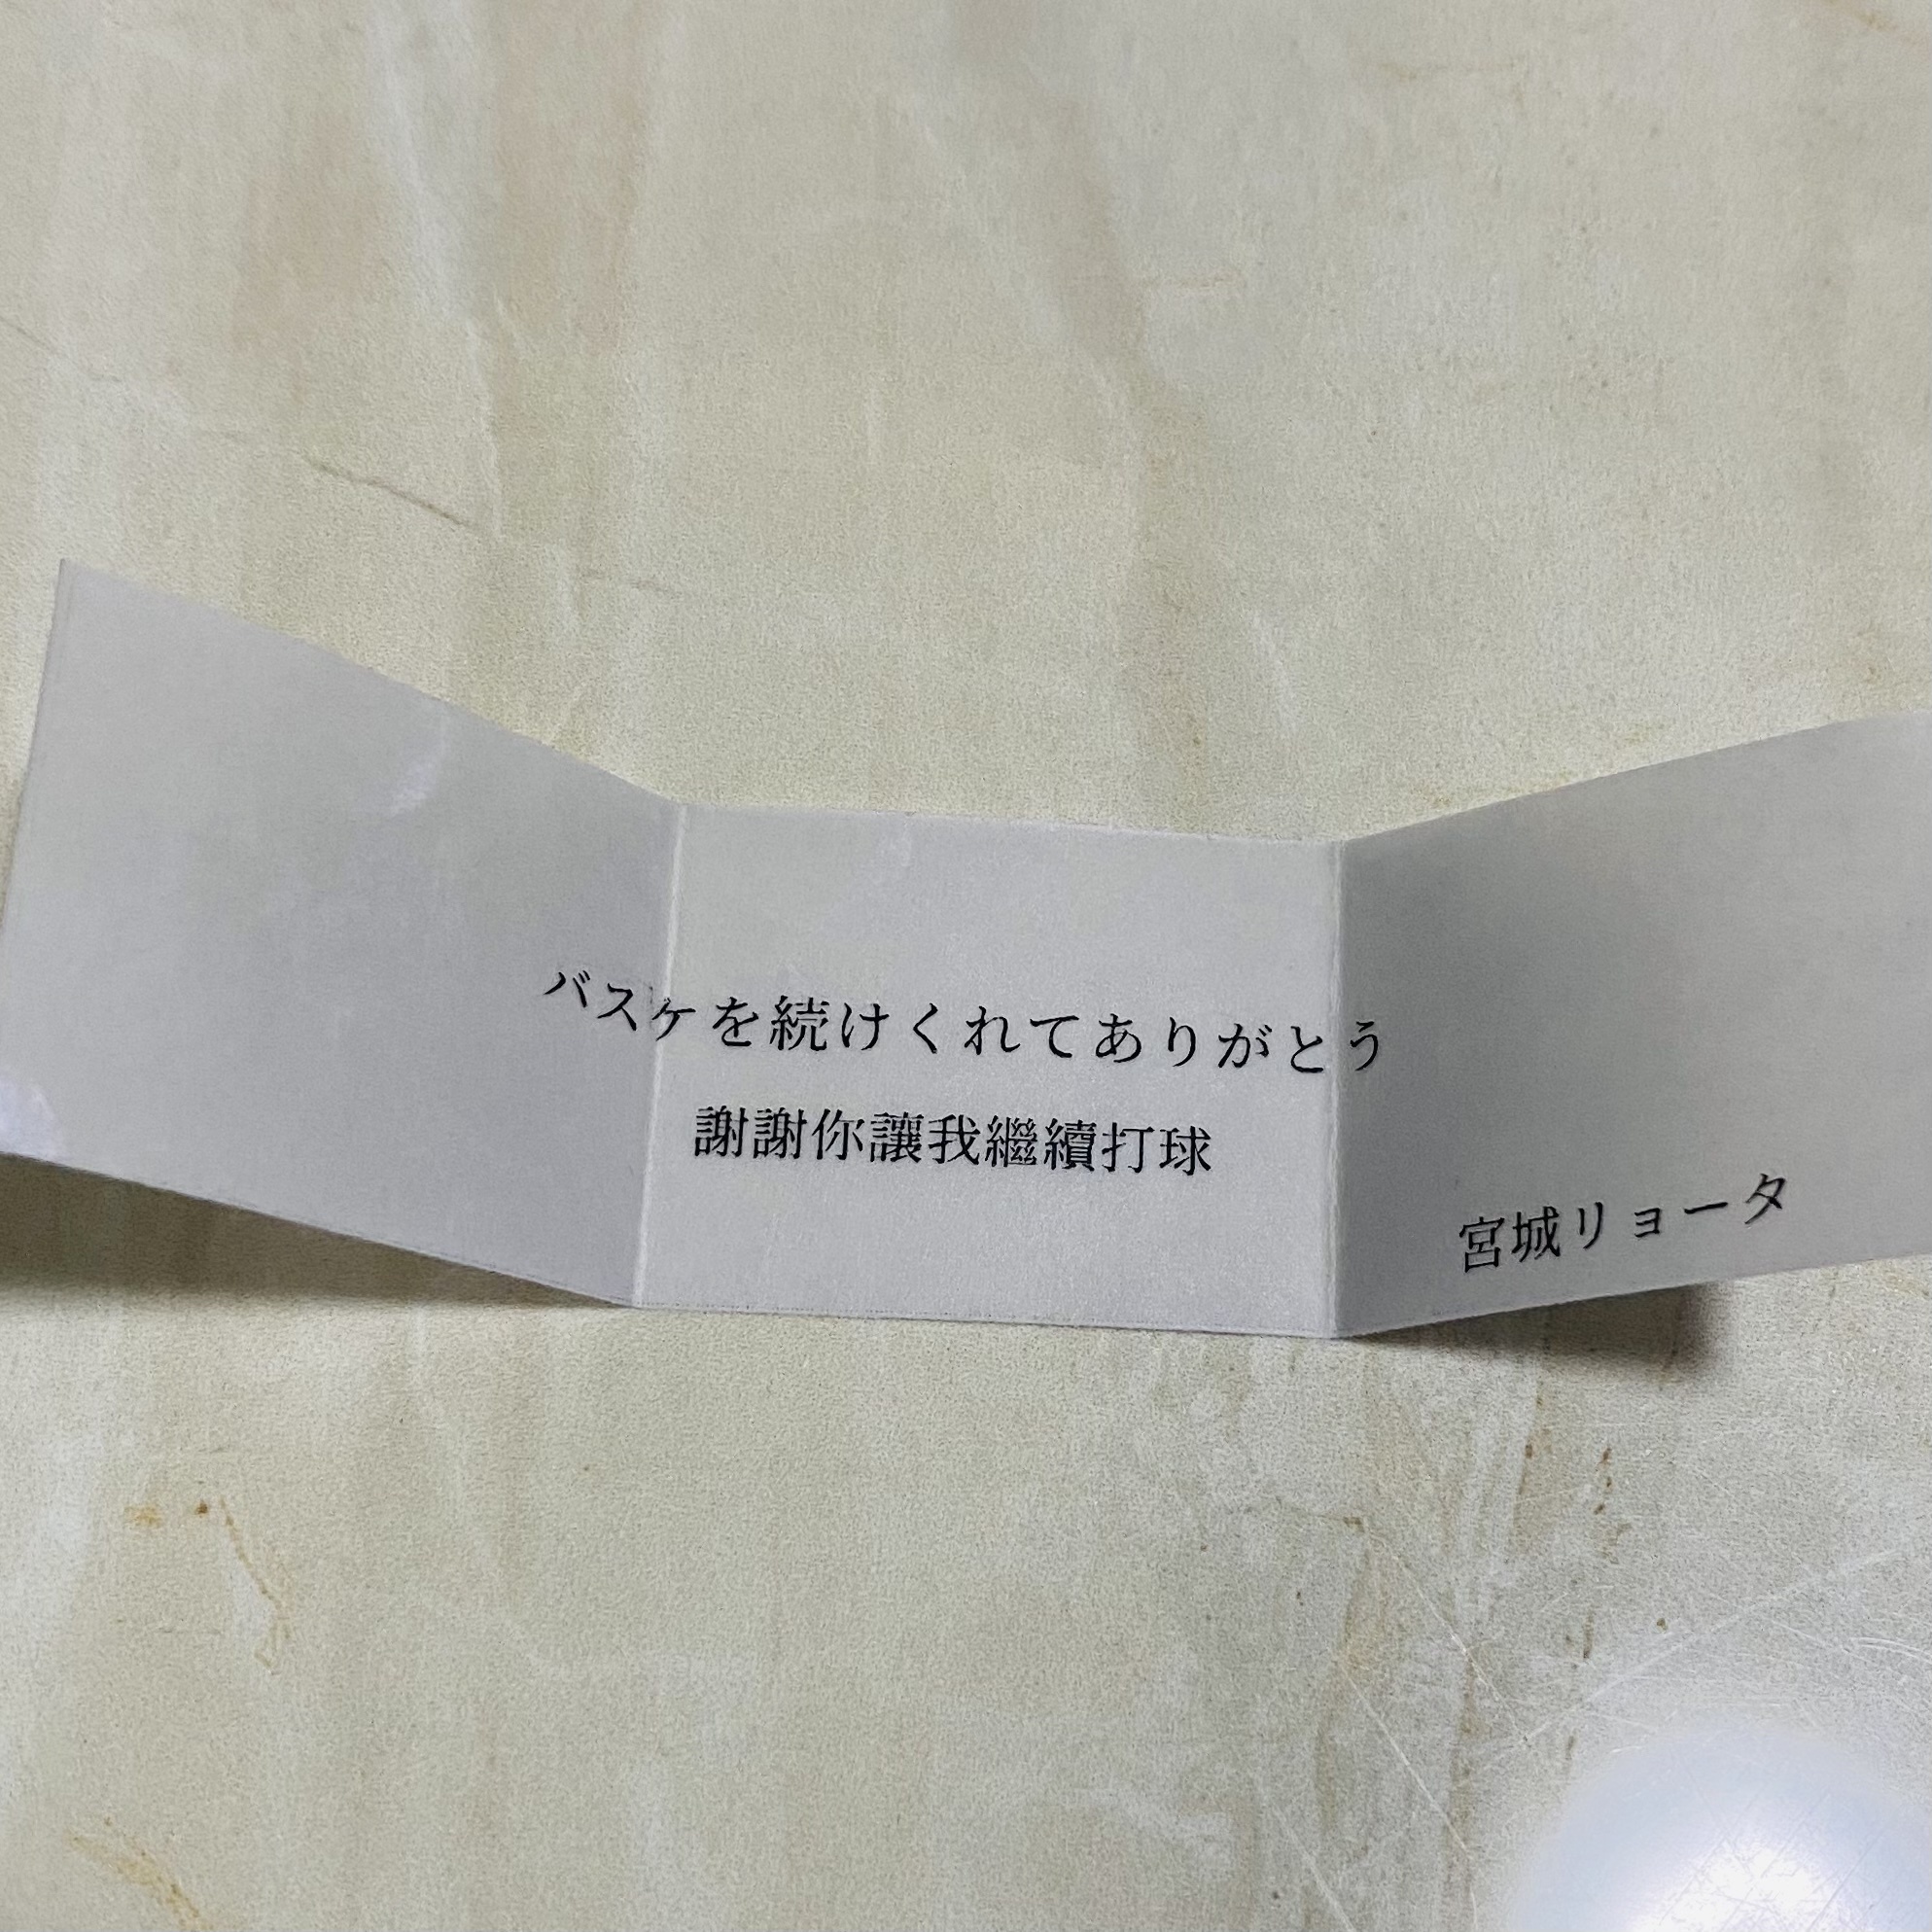 バスケを続けくれてありがとう
謝謝你讓我繼續打球
宮城リョータ